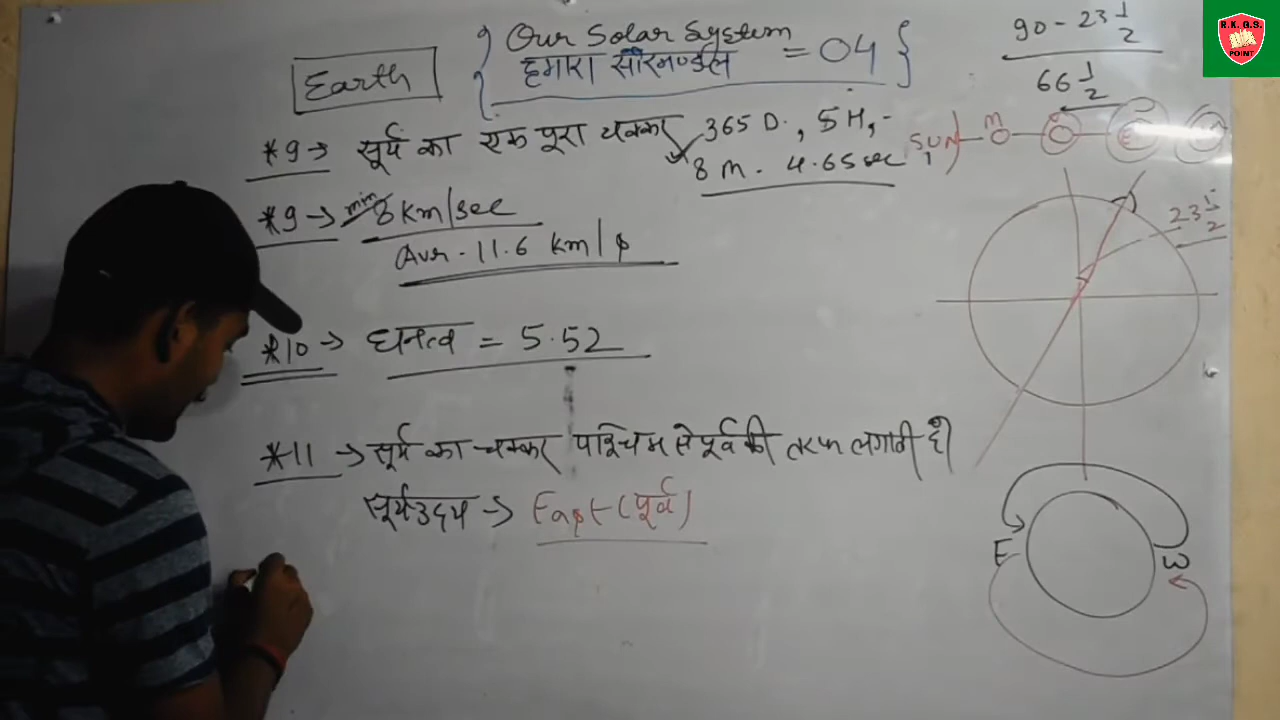 Earth
Our Solar System
हमारा सौरमण्डल = 04
90 - 23 1/2
66 1/2
R.K.G.S.
POINT
*9 → सूर्य का एक पूरा चक्कर 365 D., 5 H,-
8 m. 4.65 sec
SUN
m
*9 → min 8 km/sec
Avr. 11.6 km/s
23 1/2
*10 → घनत्व = 5.52
*11 → सूर्य का चक्कर पश्चिम से पूर्व की तरफ लगाती है।
सूर्यउदय → East (पूर्व)
E
W